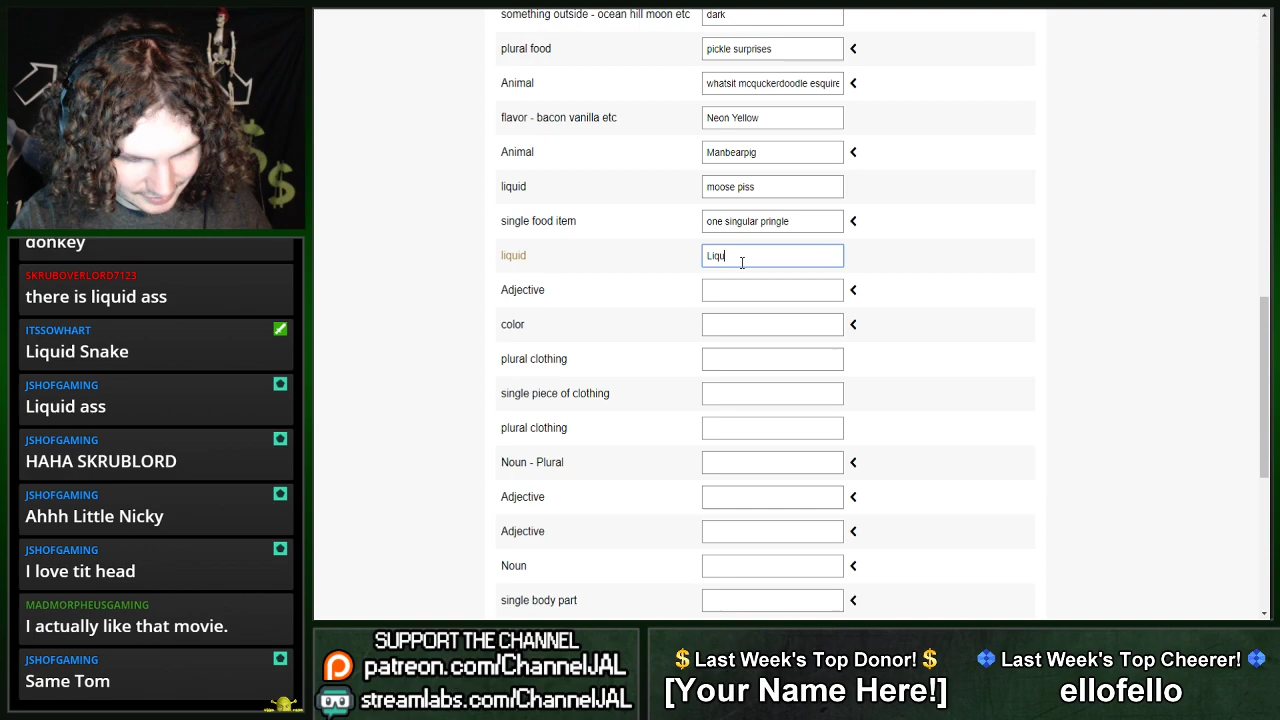 donkey
SKRUBOVERLORD7123
there is liquid ass
ITSSOWHART
Liquid Snake
JSHOFGAMING
Liquid ass
JSHOFGAMING
HAHA SKRUBLORD
JSHOFGAMING
Ahhh Little Nicky
JSHOFGAMING
I love tit head
MADMORPHEUSGAMING
I actually like that movie.
JSHOFGAMING
Same Tom
something outside - ocean hill moon etc dark
plural food pickle surprises
Animal whatsit mcquckerdoodle esquire
flavor - bacon vanilla etc Neon Yellow
Animal Manbearpig
liquid moose piss
single food item one singular pringle
liquid Liqu
Adjective
color
plural clothing
single piece of clothing
plural clothing
Noun - Plural
Adjective
Adjective
Noun
single body part
SUPPORT THE CHANNEL
patreon.com/ChannelJAL
streamlabs.com/ChannelJAL
$ Last Week's Top Donor! $
[Your Name Here!]
Last Week's Top Cheerer!
ellofello